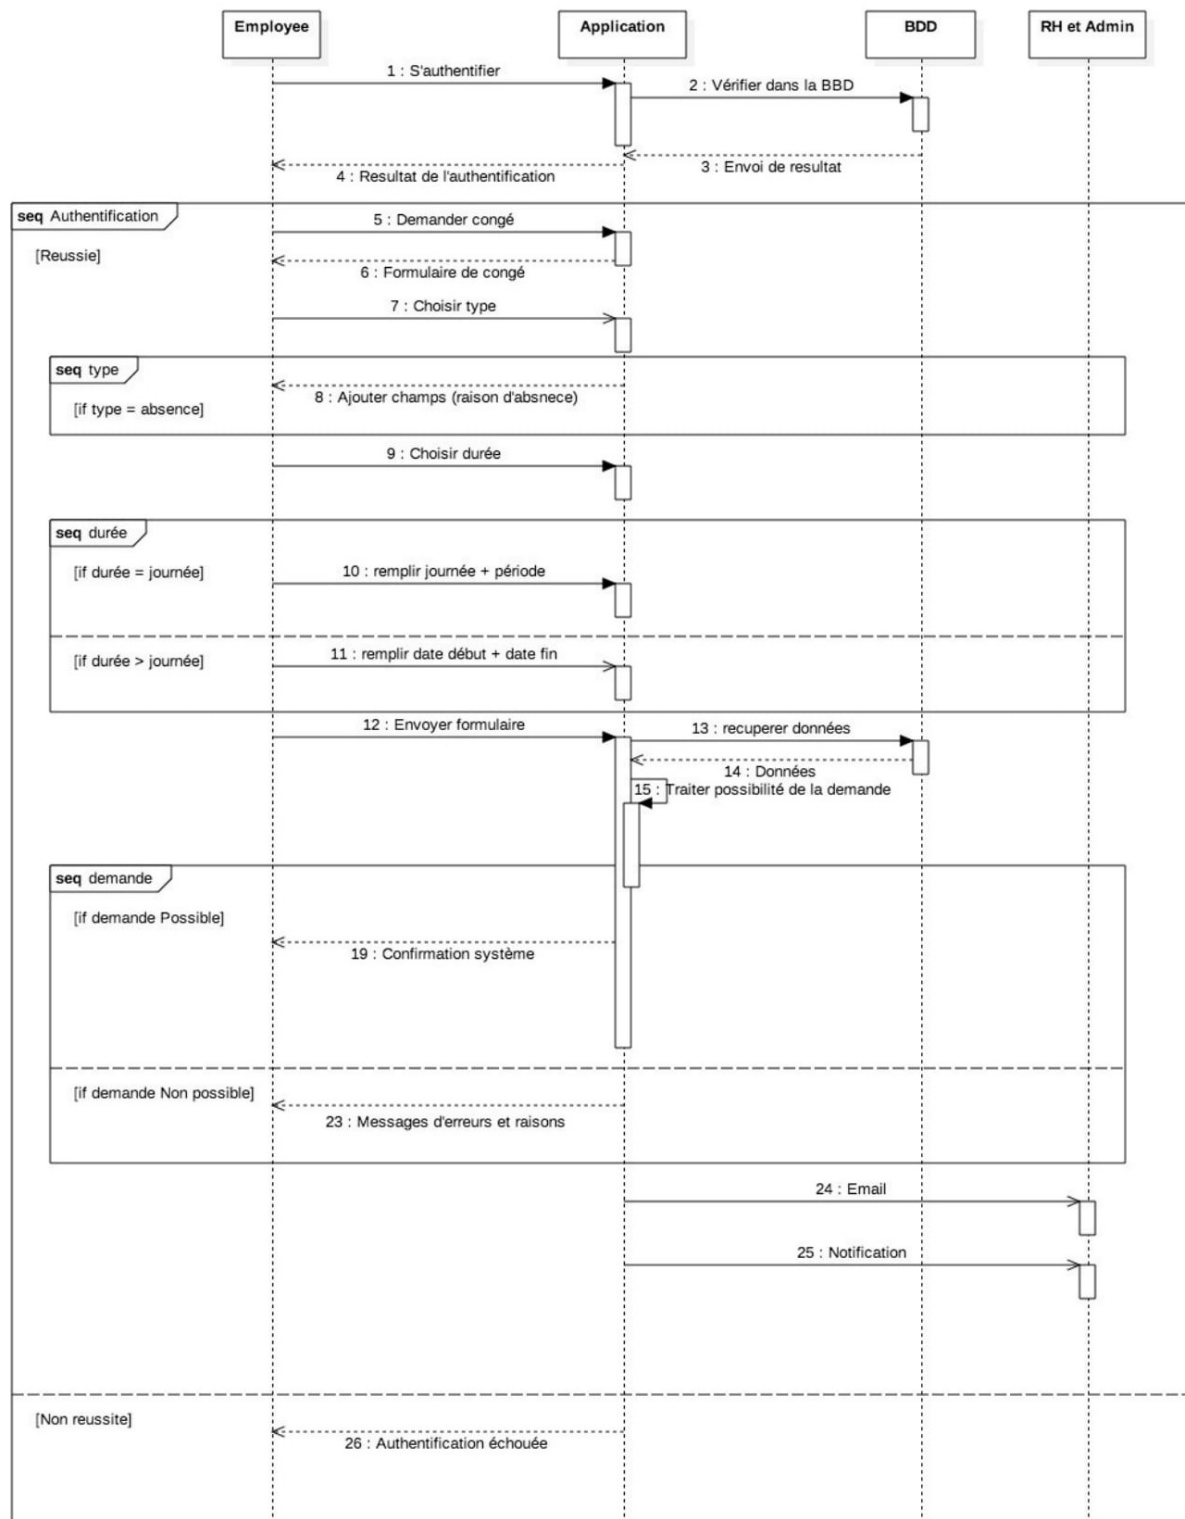 Employee
Application
BDD
RH et Admin
1 : S'authentifier
2 : Vérifier dans la BBD
3 : Envoi de resultat
4 : Resultat de l'authentification
seq Authentification
5 : Demander congé
[Reussie]
6 : Formulaire de congé
7 : Choisir type
seq type
8 : Ajouter champs (raison d'absnece)
[if type = absence]
9 : Choisir durée
seq durée
[if durée = journée]
10 : remplir journée + période
[if durée > journée]
11 : remplir date début + date fin
12 : Envoyer formulaire
13 : recuperer données
14 : Données
15 : Traiter possibilité de la demande
seq demande
[if demande Possible]
19 : Confirmation système
[if demande Non possible]
23 : Messages d'erreurs et raisons
24 : Email
25 : Notification
[Non reussite]
26 : Authentification échouée